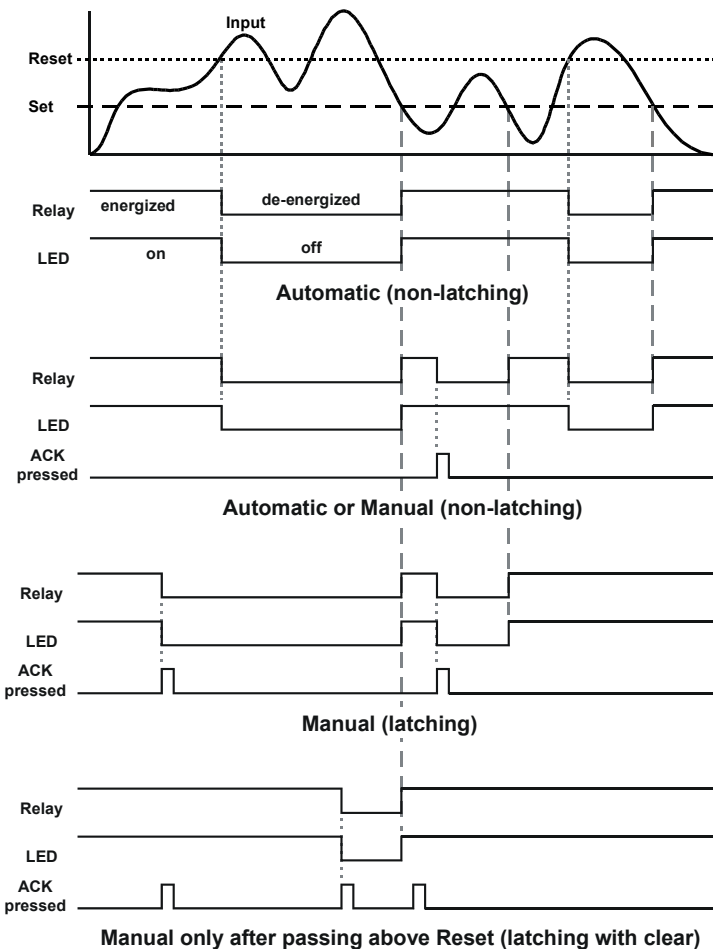 Input
Reset
Set
Relay energized de-energized
LED on off
Automatic (non-latching)
Relay
LED
ACK
pressed
Automatic or Manual (non-latching)
Relay
LED
ACK
pressed
Manual (latching)
Relay
LED
ACK
pressed
Manual only after passing above Reset (latching with clear)